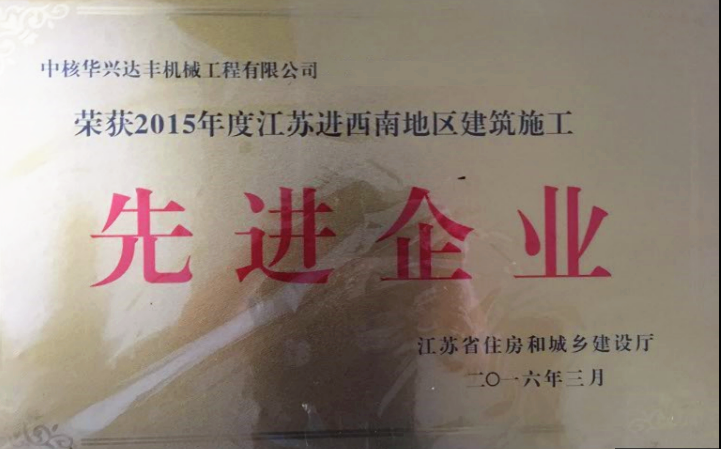 中核华兴达丰机械工程有限公司
荣获2015年度江苏进西南地区建筑施工
先进企业
江苏省住房和城乡建设厅
二〇一六年三月